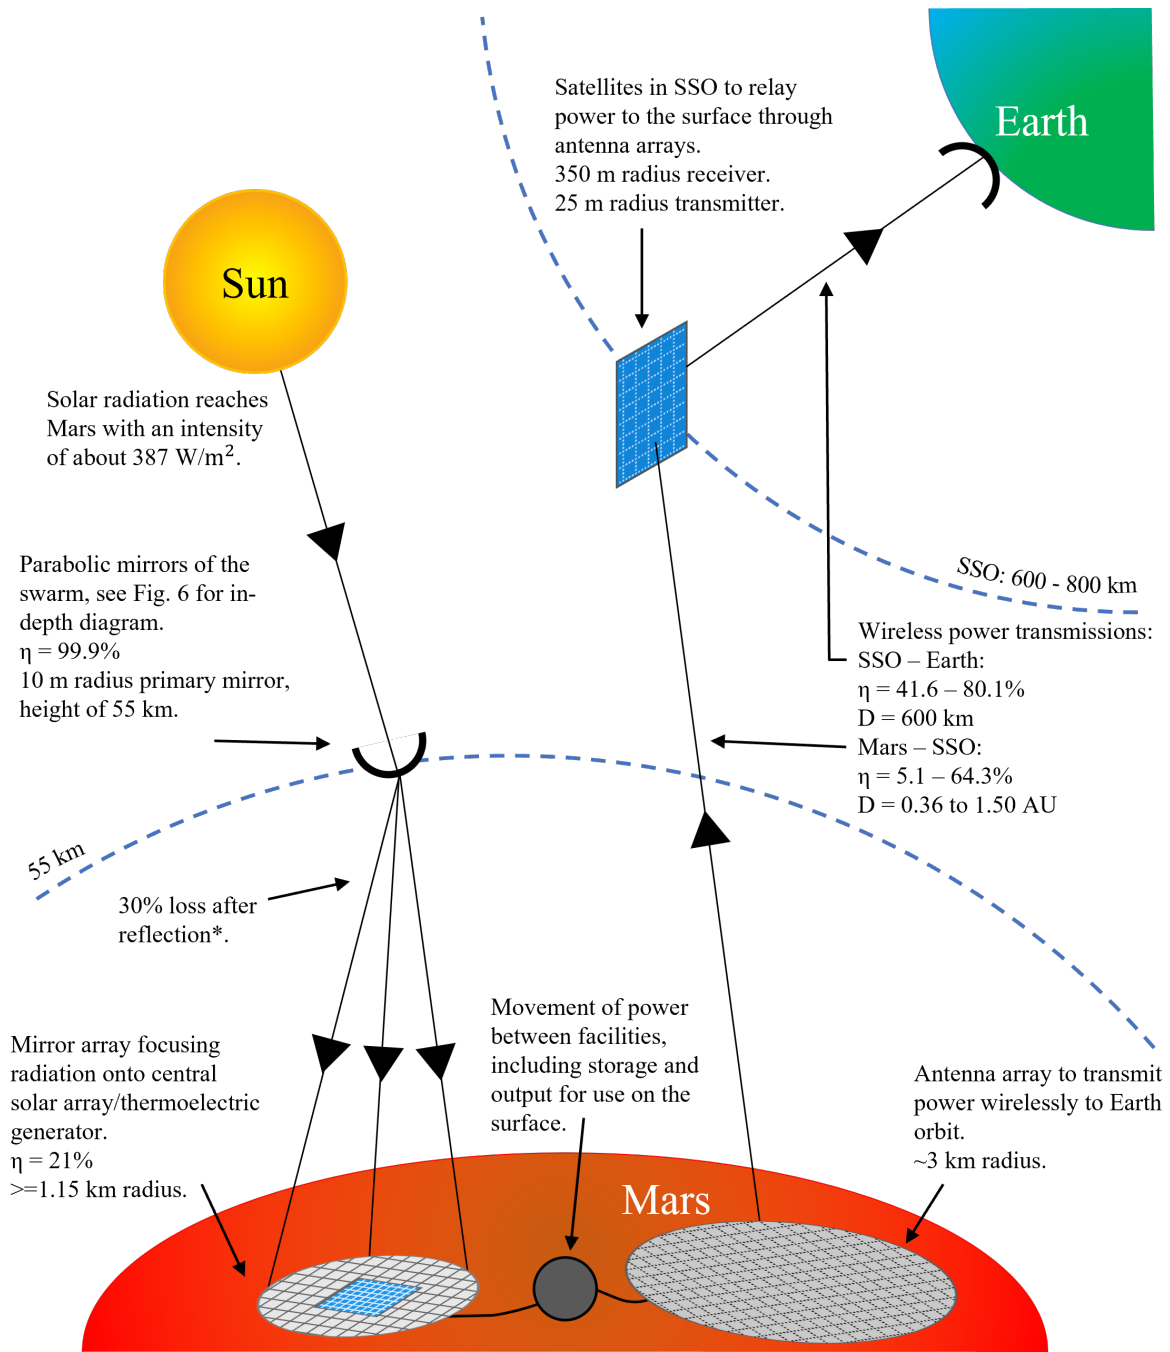 Satellites in SSO to relay
power to the surface through
antenna arrays.
350 m radius receiver.
25 m radius transmitter.
Earth
Sun
Solar radiation reaches
Mars with an intensity
of about 387 W/m².
Parabolic mirrors of the
swarm, see Fig. 6 for in-
depth diagram.
η = 99.9%
10 m radius primary mirror,
height of 55 km.
SSO: 600 - 800 km
Wireless power transmissions:
SSO – Earth:
η = 41.6 – 80.1%
D = 600 km
Mars – SSO:
η = 5.1 – 64.3%
D = 0.36 to 1.50 AU
55 km
30% loss after
reflection*.
Movement of power
between facilities,
including storage and
output for use on the
surface.
Mirror array focusing
radiation onto central
solar array/thermoelectric
generator.
η = 21%
>=1.15 km radius.
Antenna array to transmit
power wirelessly to Earth
orbit.
~3 km radius.
Mars